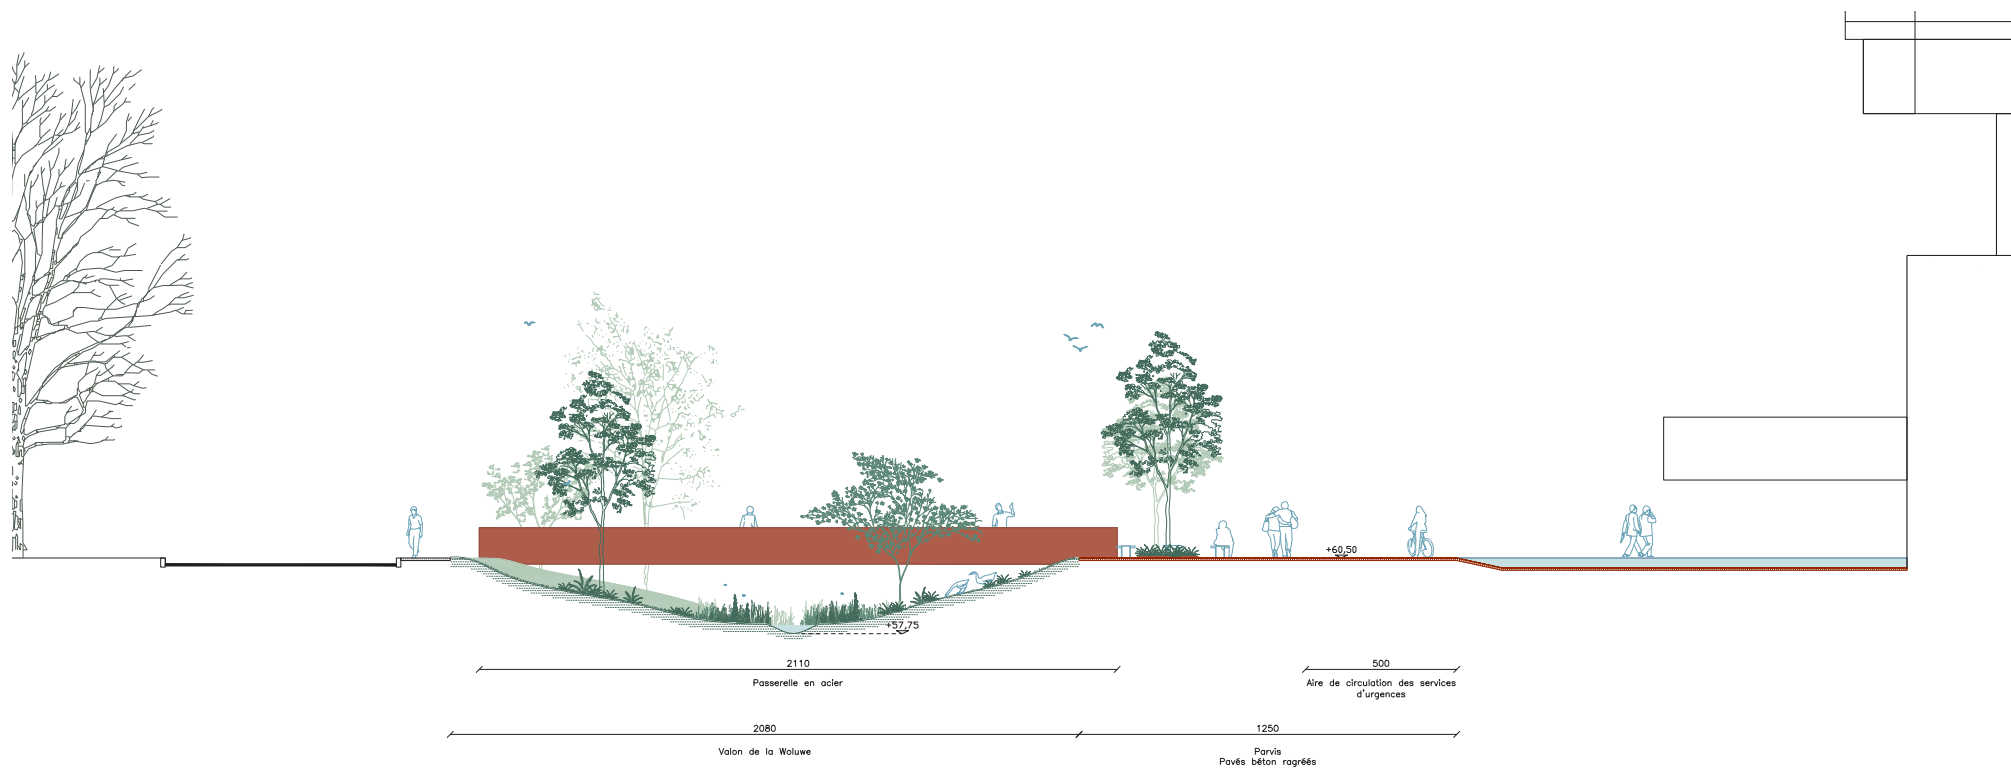 +60,50
+57,75
2110
Passerelle en acier
500
Aire de circulation des services
d'urgences
2080
Valon de la Woluwe
1250
Parvis
Pavés béton ragréés